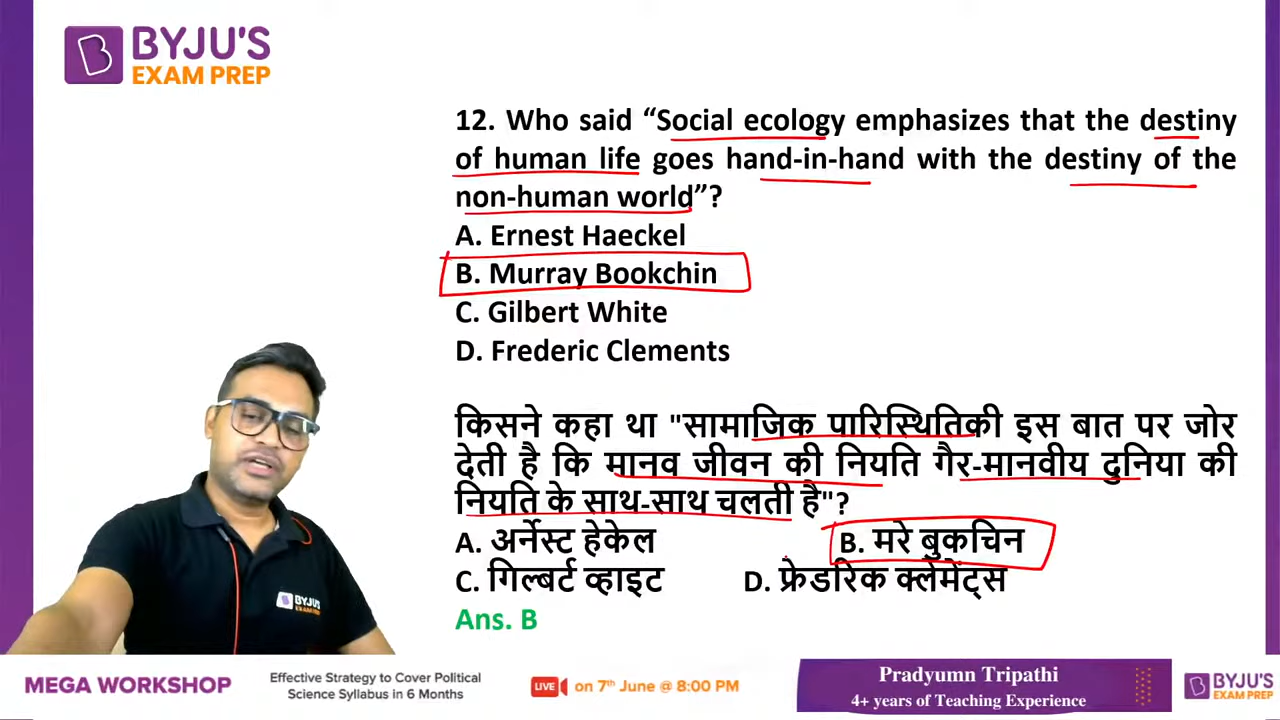 BYJU'S
EXAM PREP
12. Who said “Social ecology emphasizes that the destiny
of human life goes hand-in-hand with the destiny of the
non-human world”?
A. Ernest Haeckel
B. Murray Bookchin
C. Gilbert White
D. Frederic Clements
किसने कहा था "सामाजिक पारिस्थितिकी इस बात पर जोर
देती है कि मानव जीवन की नियति गैर-मानवीय दुनिया की
नियति के साथ-साथ चलती है"?
A. अर्नेस्ट हेकेल B. मरे बुकचिन
C. गिल्बर्ट व्हाइट D. फ्रेडरिक क्लेमेंट्स
Ans. B
BYJU'S
EXAM PREP
MEGA WORKSHOP
Effective Strategy to Cover Political
Science Syllabus in 6 Months
LIVE on 7th June @ 8:00 PM
Pradyumn Tripathi
4+ years of Teaching Experience
BYJU'S
EXAM PREP